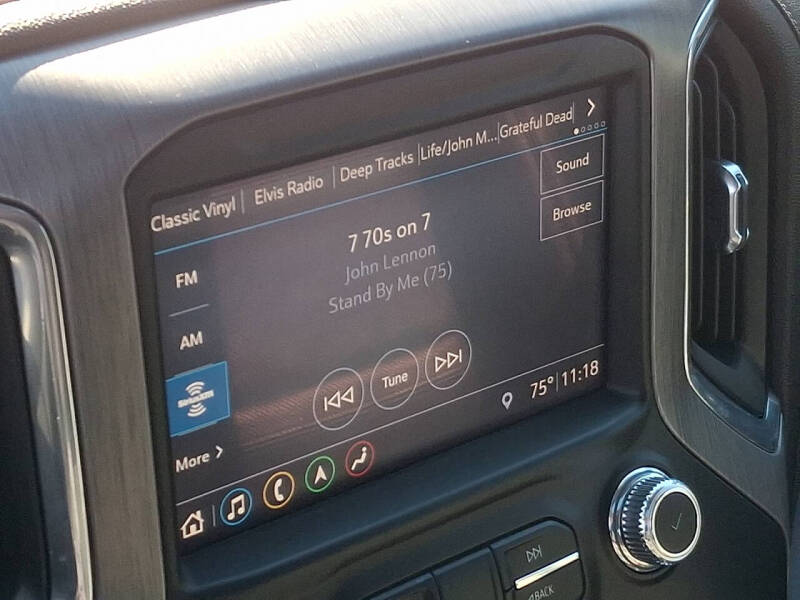 Classic Vinyl Elvis Radio Deep Tracks Life/John M... Grateful Dead
Sound
Browse
7 70s on 7
John Lennon
Stand By Me (75)
FM
AM
SiriusXM
More
Tune
75° 11:18
BACK